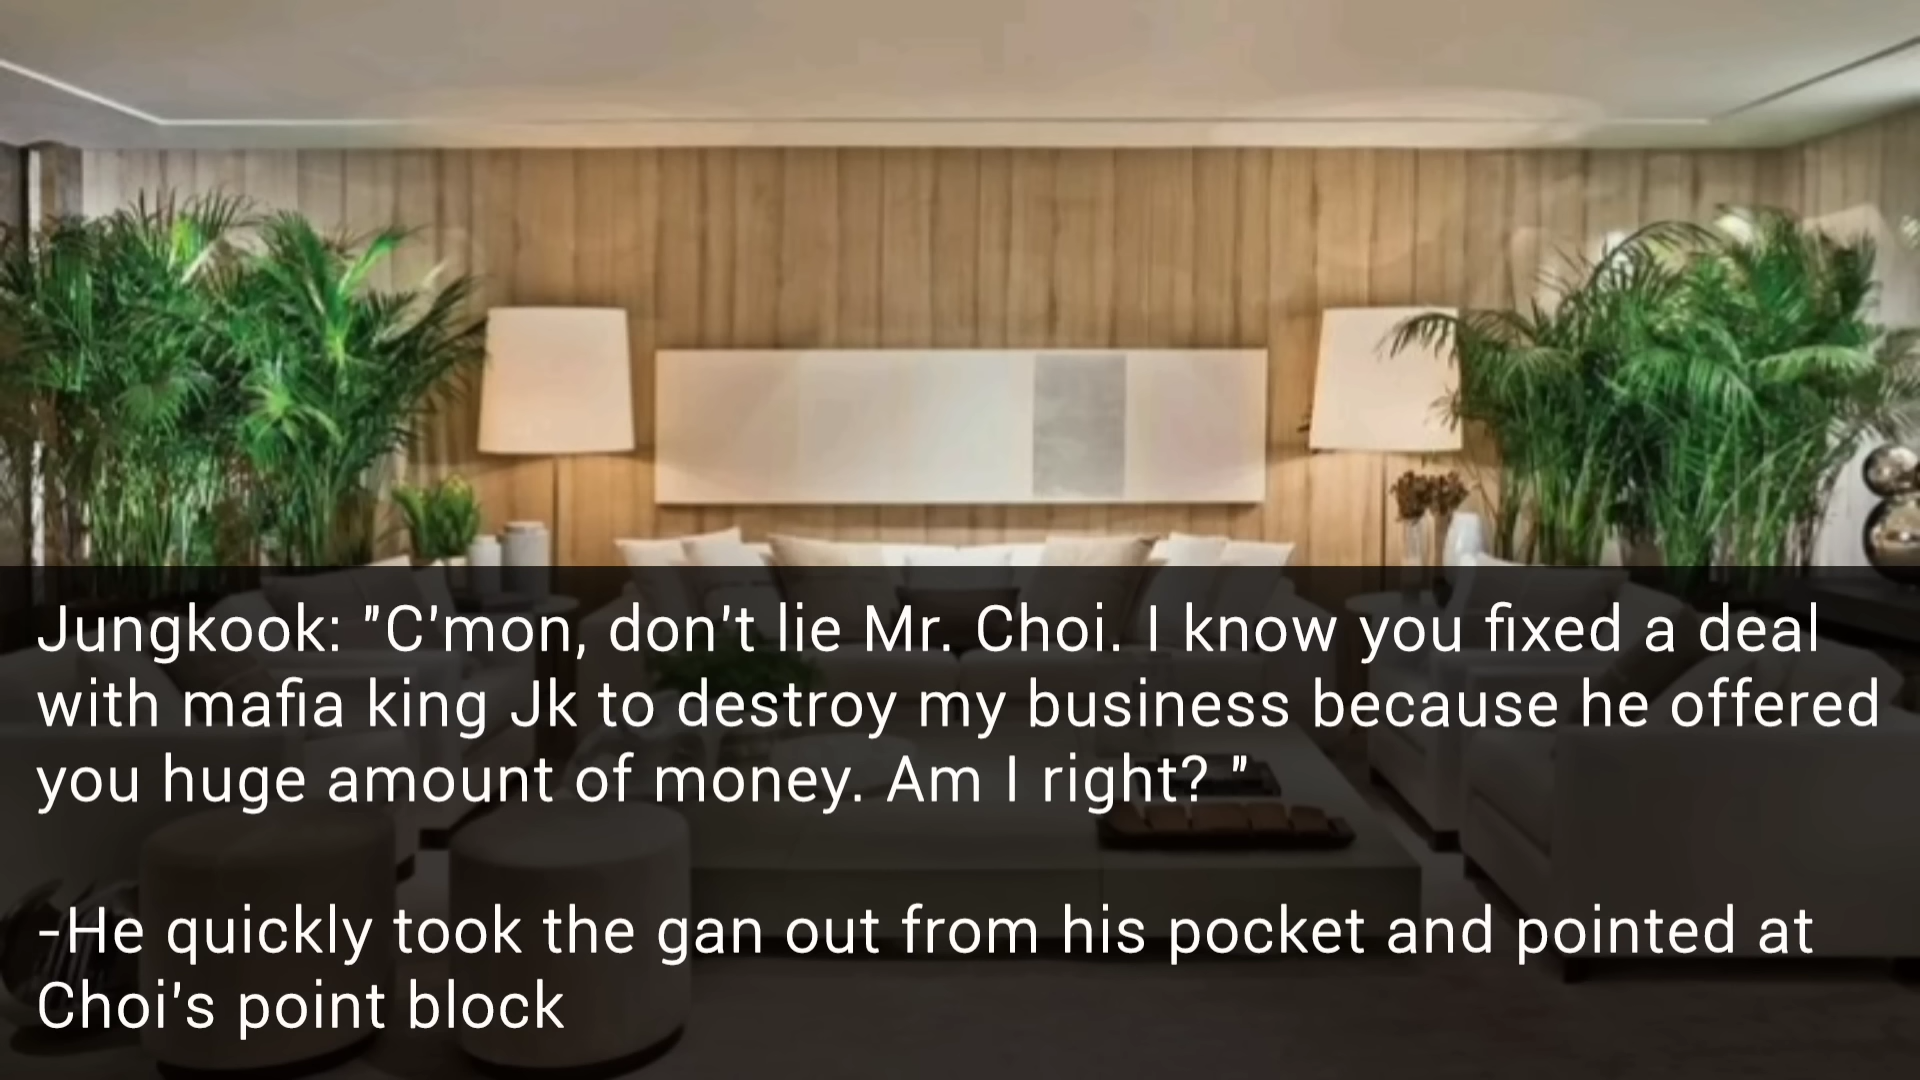 Jungkook: "C'mon, don't lie Mr. Choi. I know you fixed a deal
with mafia king Jk to destroy my business because he offered
you huge amount of money. Am I right? "
-He quickly took the gan out from his pocket and pointed at
Choi's point block